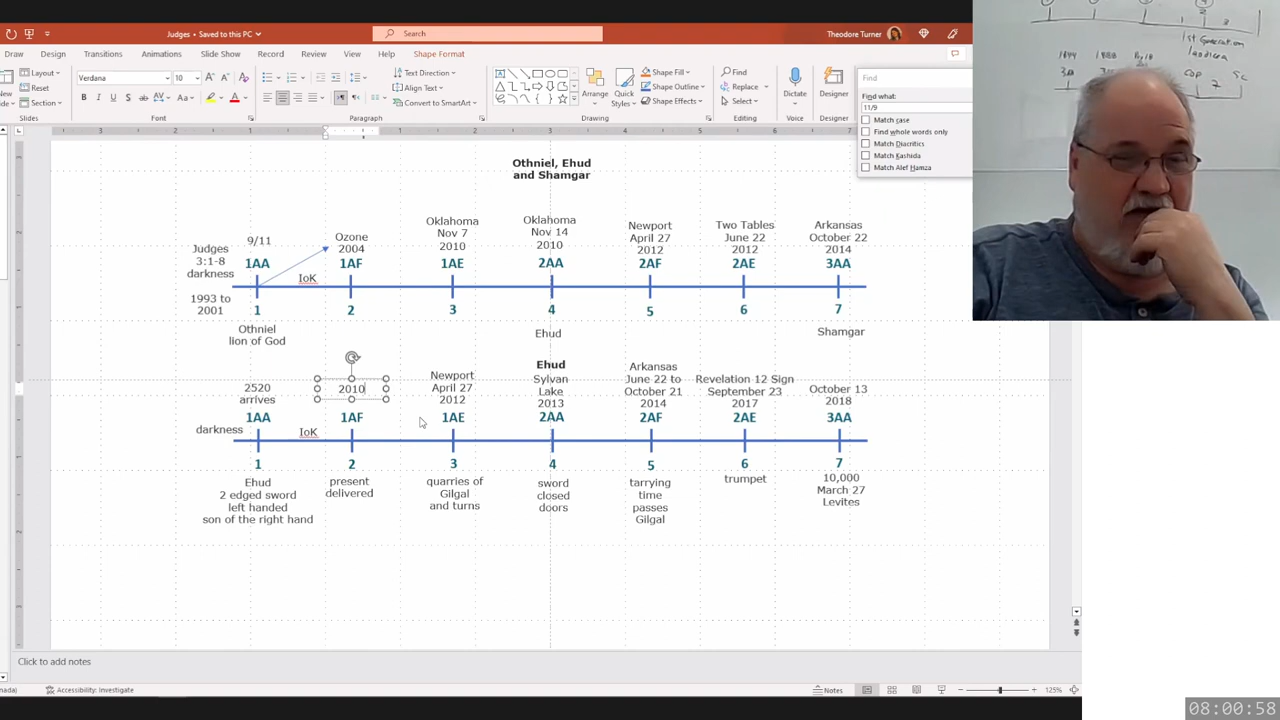 Judges • Saved to this PC
Search
Theodore Turner
Draw
Design
Transitions
Animations
Slide Show
Record
Review
View
Help
Shape Format
Layout
Reset
Section
Verdana
10
Text Direction
Align Text
Convert to SmartArt
Arrange
Quick
Styles
Shape Fill
Shape Outline
Shape Effects
Find
Replace
Select
Dictate
Designer
Slides
Font
Paragraph
Drawing
Editing
Voice
Designer
Find
Find what:
11/9
Match case
Find whole words only
Match Diacritics
Match Kashida
Match Alef Hamza
Othniel, Ehud
and Shamgar
Judges
3:1-8
darkness
1993 to
2001
9/11
1AA
1
Othniel
lion of God
IoK
Ozone
2004
1AF
2
Oklahoma
Nov 7
2010
1AE
3
Oklahoma
Nov 14
2010
2AA
4
Ehud
Newport
April 27
2012
2AF
5
Two Tables
June 22
2012
2AE
6
Arkansas
October 22
2014
3AA
7
Shamgar
2520
arrives
1AA
darkness
1
Ehud
2 edged sword
left handed
son of the right hand
IoK
2010
1AF
2
present
delivered
Newport
April 27
2012
1AE
3
quarries of
Gilgal
and turns
Ehud
Sylvan
Lake
2013
2AA
4
sword
closed
doors
Arkansas
June 22 to
October 21
2014
2AF
5
tarrying
time
passes
Gilgal
Revelation 12 Sign
September 23
2017
2AE
6
trumpet
October 13
2018
3AA
7
10,000
March 27
Levites
Click to add notes
Accessibility: Investigate
Notes
125%
1st Generation
Laodicea
1844
08:00:58